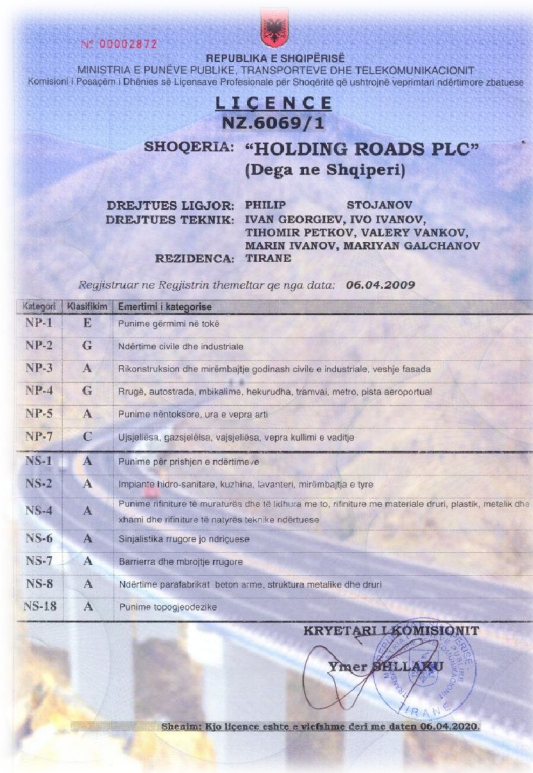 Nº 00002872
REPUBLIKA E SHQIPËRISË
MINISTRIA E PUNËVE PUBLIKE, TRANSPORTEVE DHE TELEKOMUNIKACIONIT
Komisioni i Posaçëm i Dhënies së Liçensave Profesionale për Shoqëritë që ushtrojnë veprimtari ndërtimore zbatuese
LIÇENCE
NZ.6069/1
SHOQERIA: "HOLDING ROADS PLC"
(Dega ne Shqiperi)
DREJTUES LIGJOR: PHILIP STOJANOV
DREJTUES TEKNIK: IVAN GEORGIEV, IVO IVANOV,
TIHOMIR PETKOV, VALERY VANKOV,
MARIN IVANOV, MARIYAN GALCHANOV
REZIDENCA: TIRANE
Regjistruar ne Regjistrin themeltar qe nga data: 06.04.2009
Kategori Klasifikim Emertimi i kategorise
NP-1 E Punime gërmimi në tokë
NP-2 G Ndërtime civile dhe industriale
NP-3 A Rikonstruksion dhe mirëmbajtje godinash civile e industriale, veshje fasada
NP-4 G Rrugë, autostrada, mbikalime, hekurudha, tramvai, metro, pista aeroportual
NP-5 A Punime nëntoksore, ura e vepra arti
NP-7 C Ujsjellësa, gazsjellësa, vajsjellësa, vepra kullimi e vaditje
NS-1 A Punime për prishjen e ndërtimeve
NS-2 A Impiante hidro-sanitare, kuzhina, lavanteri, mirëmbajtja e tyre
NS-4 A Punime rifiniture të muraturës dhe të lidhura me to, rifiniture me materiale druri, plastik, metalik dhe
xhami dhe rifiniture të natyrës teknike ndërtuese
NS-6 A Sinjalistika rrugore jo ndriçuese
NS-7 A Barriera dhe mbrojtje rrugore
NS-8 A Ndërtime parafabrikat beton arme, struktura metalike dhe druri
NS-18 A Punime topogjeodezike
KRYETARI I KOMISIONIT
Ymer SHLLAKU
TIRANE
Shenim: Kjo liçence eshte e vlefshme deri me daten 06.04.2020.